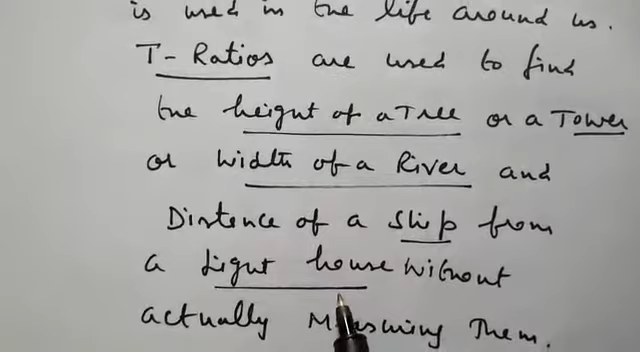 is used in the life around us.
T-Ratios are used to find
the height of a Tree or a Tower
or width of a River and
Distence of a Ship from
a Light house without
actually Measuring Them.